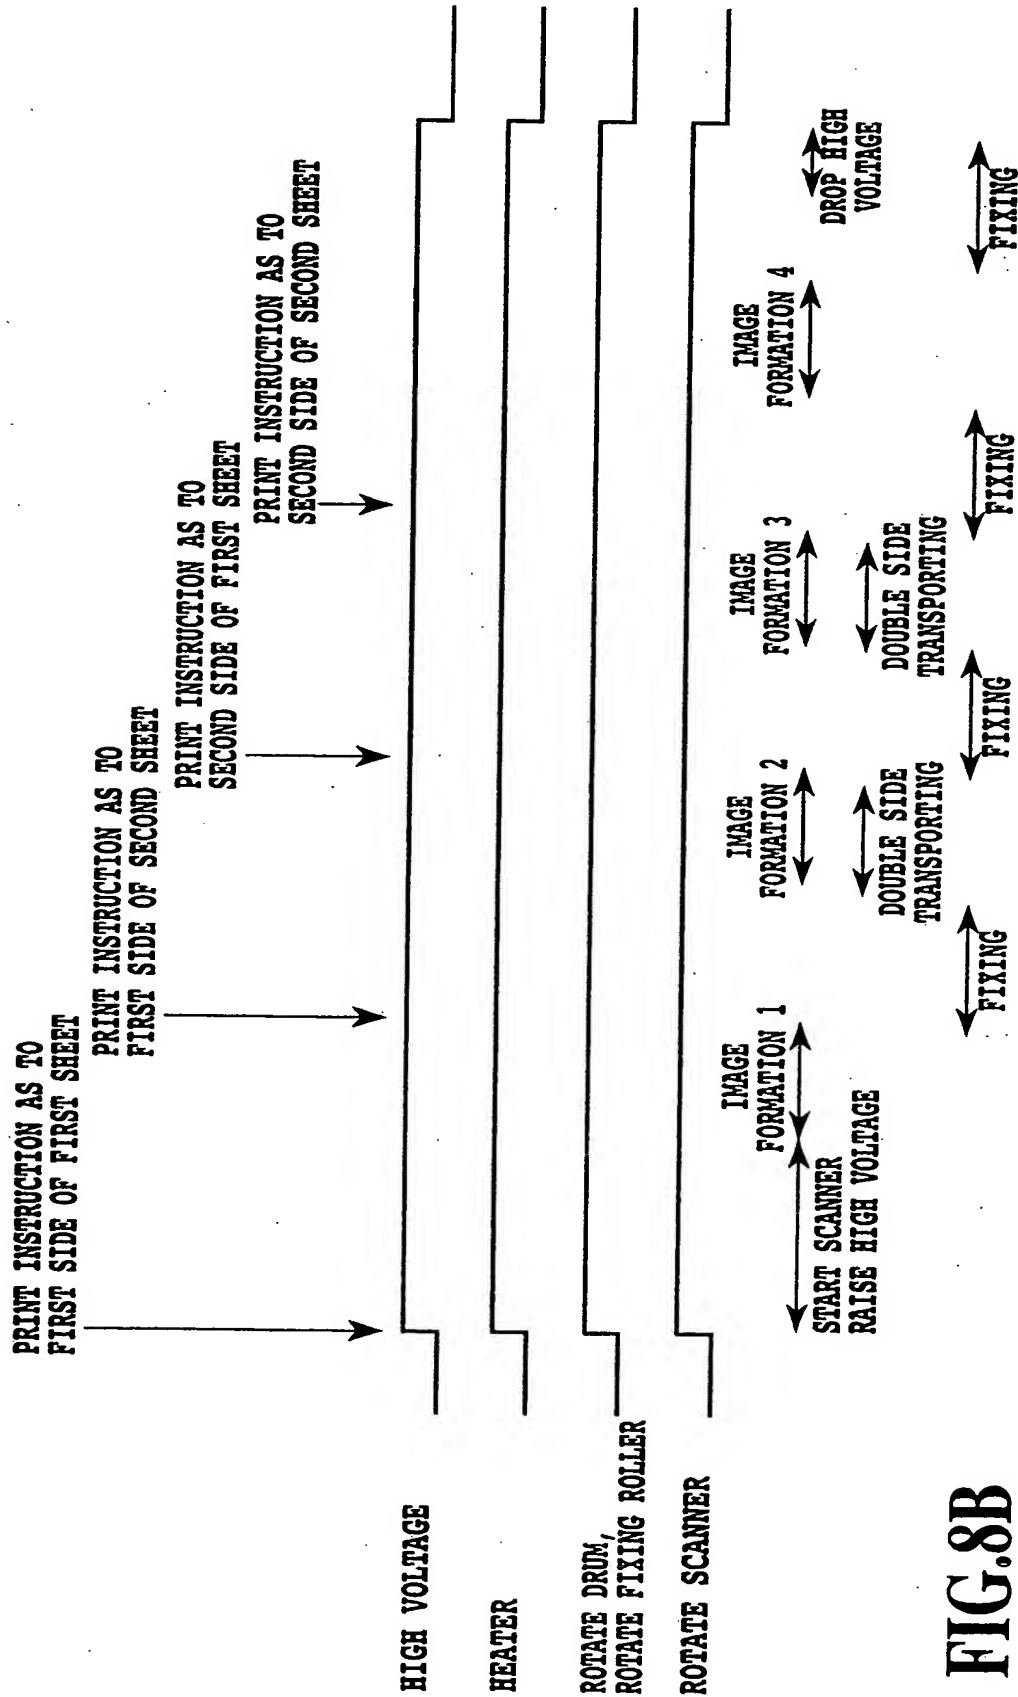 PRINT INSTRUCTION AS TO
FIRST SIDE OF FIRST SHEET
PRINT INSTRUCTION AS TO
FIRST SIDE OF SECOND SHEET
PRINT INSTRUCTION AS TO
SECOND SIDE OF FIRST SHEET
PRINT INSTRUCTION AS TO
SECOND SIDE OF SECOND SHEET
HIGH VOLTAGE
HEATER
ROTATE DRUM,
ROTATE FIXING ROLLER
ROTATE SCANNER
IMAGE
FORMATION 1
IMAGE
FORMATION 2
IMAGE
FORMATION 3
IMAGE
FORMATION 4
START SCANNER
RAISE HIGH VOLTAGE
DROP HIGH
VOLTAGE
DOUBLE SIDE
TRANSPORTING
DOUBLE SIDE
TRANSPORTING
FIXING
FIXING
FIXING
FIXING
FIG.8B